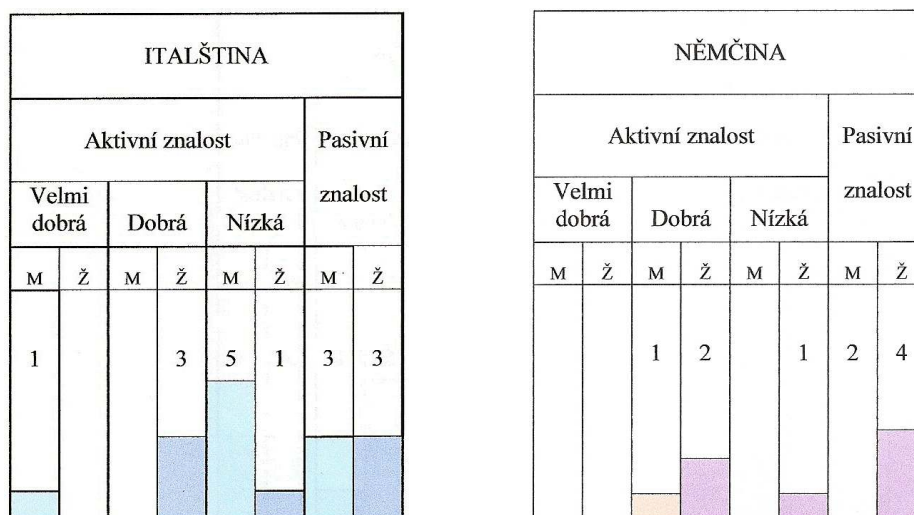 ITALŠTINA
Aktivní znalost Pasivní znalost
Velmi dobrá Dobrá Nízká
M Ž M Ž M Ž M Ž
1 3 5 1 3 3
NĚMČINA
Aktivní znalost Pasivní znalost
Velmi dobrá Dobrá Nízká
M Ž M Ž M Ž M Ž
1 2 1 2 4